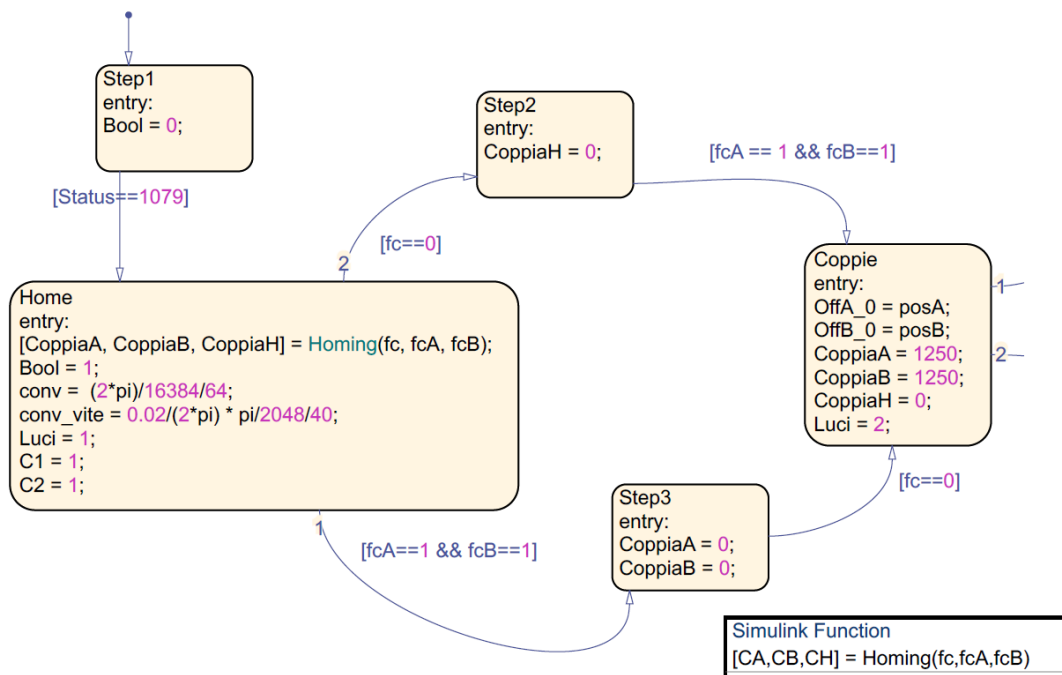 Step1
entry:
Bool = 0;
[Status==1079]
Step2
entry:
CoppiaH = 0;
[fcA == 1 && fcB==1]
2
[fc==0]
Home
entry:
[CoppiaA, CoppiaB, CoppiaH] = Homing(fc, fcA, fcB);
Bool = 1;
conv =  (2*pi)/16384/64;
conv_vite = 0.02/(2*pi) * pi/2048/40;
Luci = 1;
C1 = 1;
C2 = 1;
Coppie
entry:
OffA_0 = posA;
OffB_0 = posB;
CoppiaA = 1250;
CoppiaB = 1250;
CoppiaH = 0;
Luci = 2;
1
2
1
[fcA==1 && fcB==1]
Step3
entry:
CoppiaA = 0;
CoppiaB = 0;
[fc==0]
Simulink Function
[CA,CB,CH] = Homing(fc,fcA,fcB)